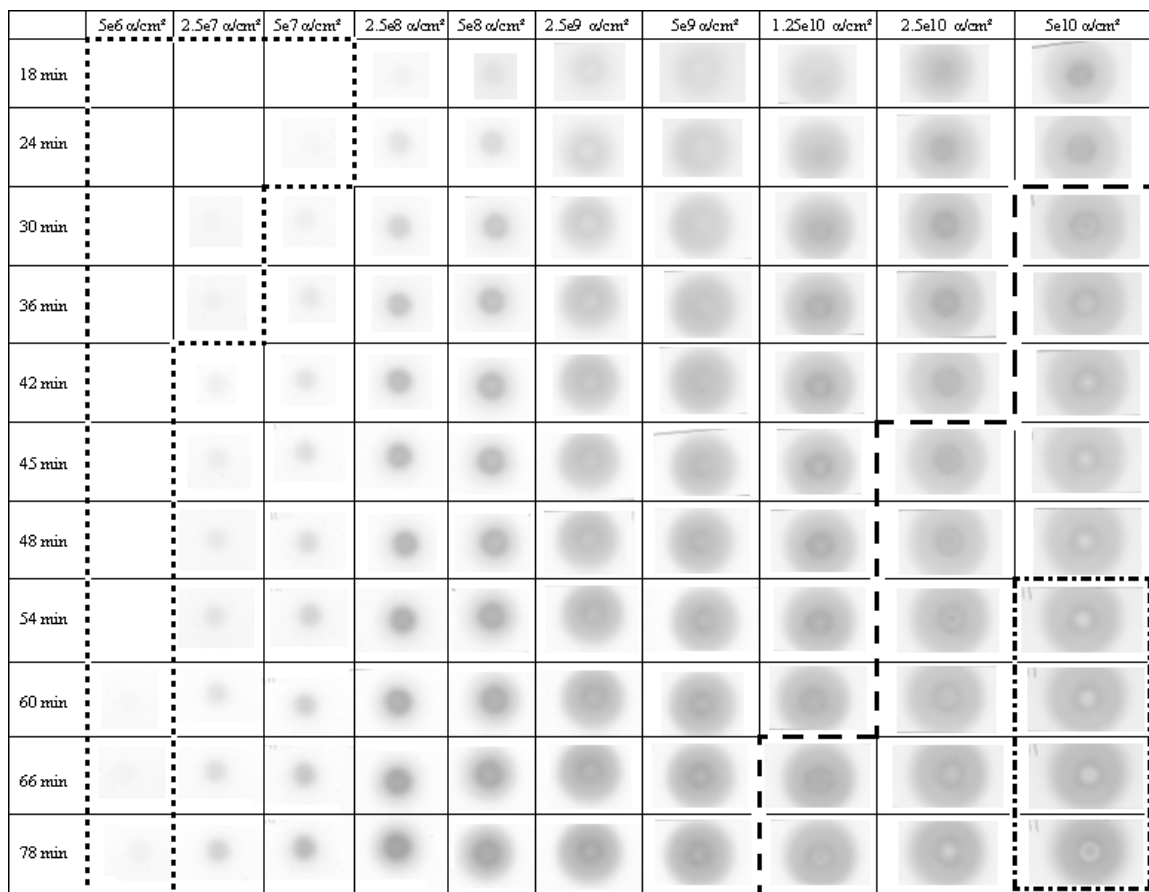 5e6 α/cm² 2.5e7 α/cm² 5e7 α/cm² 2.5e8 α/cm² 5e8 α/cm² 2.5e9 α/cm² 5e9 α/cm² 1.25e10 α/cm² 2.5e10 α/cm² 5e10 α/cm²
18 min
24 min
30 min
36 min
42 min
45 min
48 min
54 min
60 min
66 min
78 min